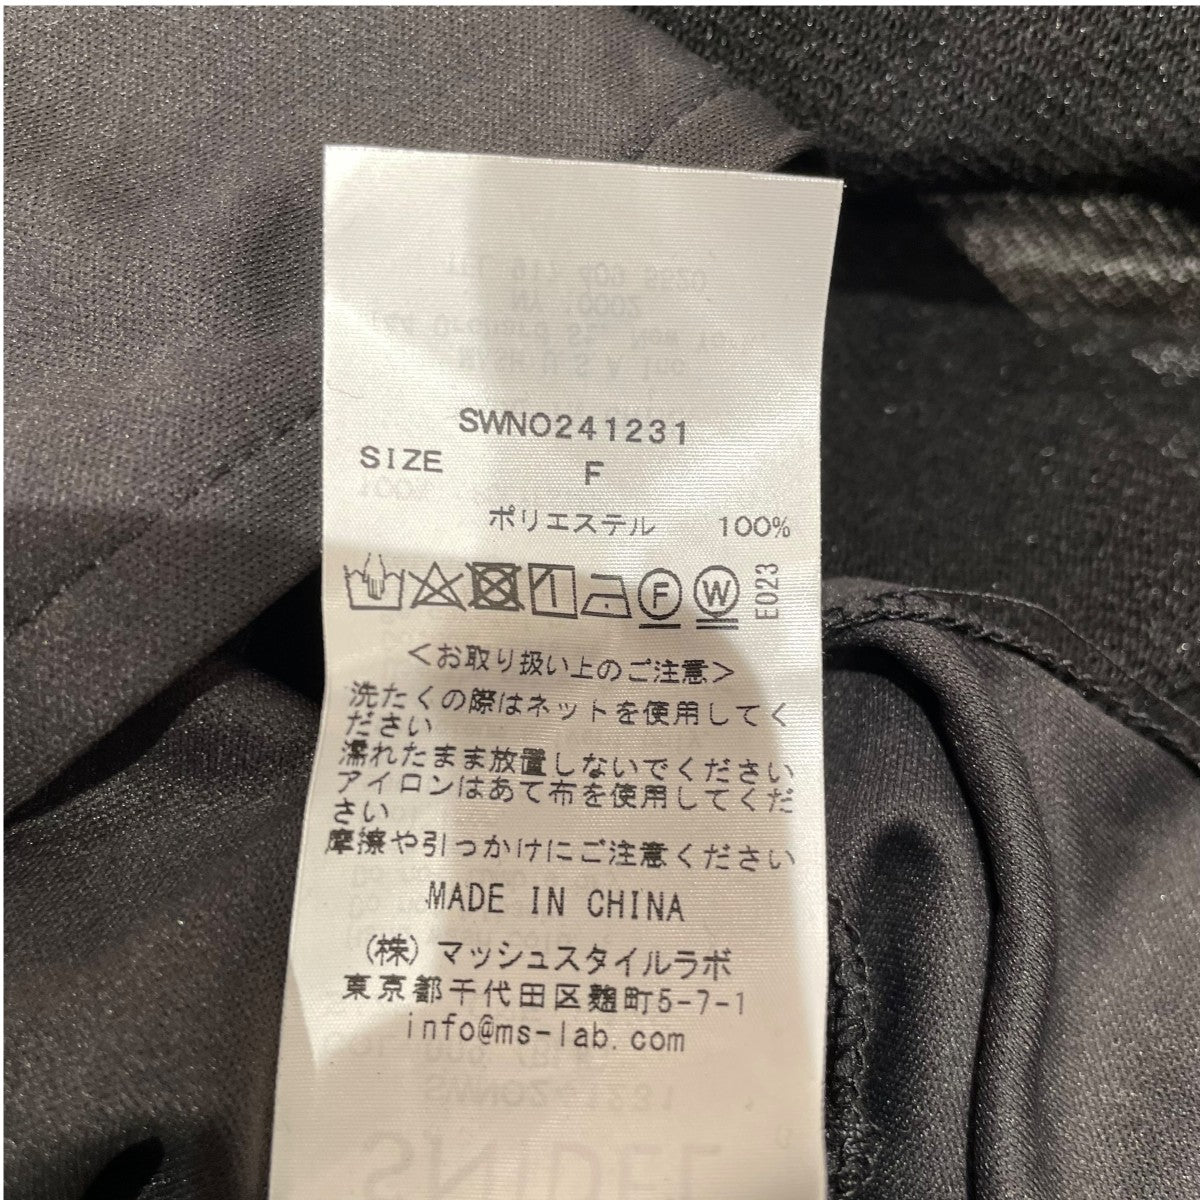 SWNO241231
SIZE F
ポリエステル 100%
F W E023
<お取り扱い上のご注意>
洗たくの際はネットを使用してく
ださい
濡れたまま放置しないでください
アイロンはあて布を使用してくだ
さい
摩擦や引っかけにご注意ください
MADE IN CHINA
(株)マッシュスタイルラボ
東京都千代田区麹町5-7-1
info@ms-lab.com
SNIDEL